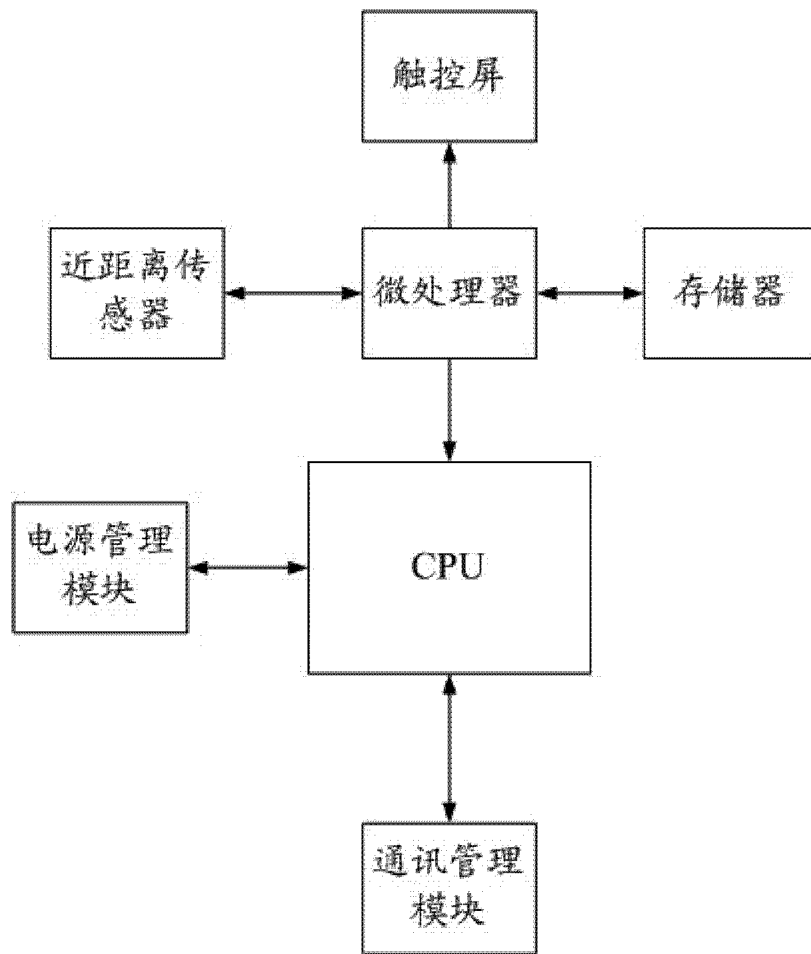 触控屏
近距离传
感器
微处理器
存储器
电源管理
模块
CPU
通讯管理
模块